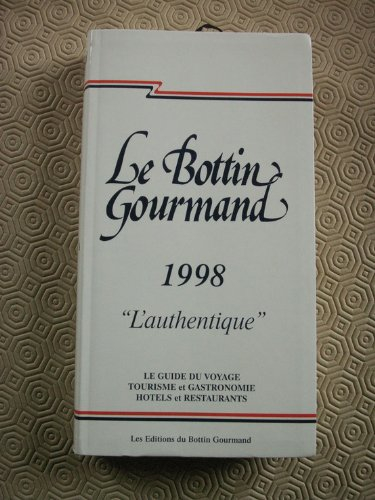 Le Bottin
Gourmand
1998
"L'authentique"
LE GUIDE DU VOYAGE
TOURISME et GASTRONOMIE
HOTELS et RESTAURANTS
Les Editions du Bottin Gourmand